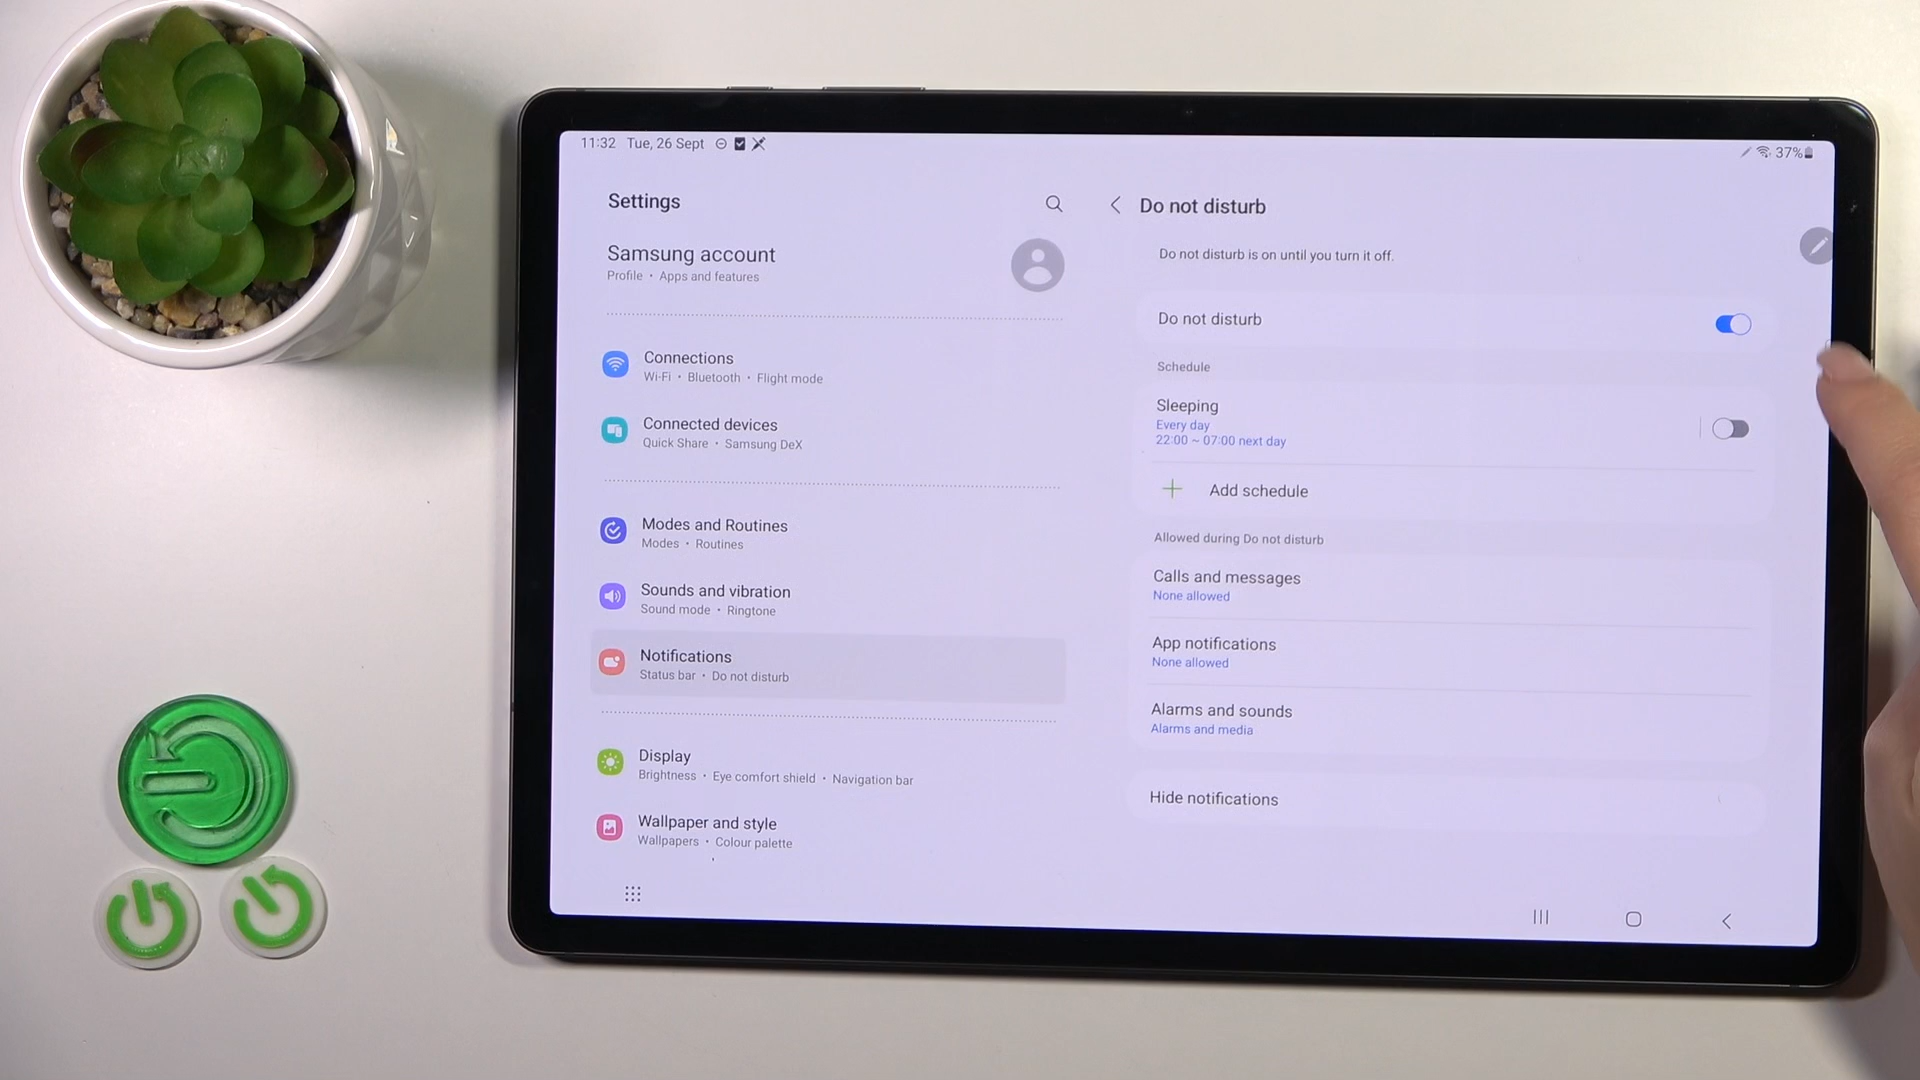 11:32 Tue, 26 Sept
37%
Settings
Samsung account
Profile • Apps and features
Connections
Wi-Fi • Bluetooth • Flight mode
Connected devices
Quick Share • Samsung DeX
Modes and Routines
Modes • Routines
Sounds and vibration
Sound mode • Ringtone
Notifications
Status bar • Do not disturb
Display
Brightness • Eye comfort shield • Navigation bar
Wallpaper and style
Wallpapers • Colour palette
Do not disturb
Do not disturb is on until you turn it off.
Do not disturb
Schedule
Sleeping
Every day
22:00 ~ 07:00 next day
Add schedule
Allowed during Do not disturb
Calls and messages
None allowed
App notifications
None allowed
Alarms and sounds
Alarms and media
Hide notifications